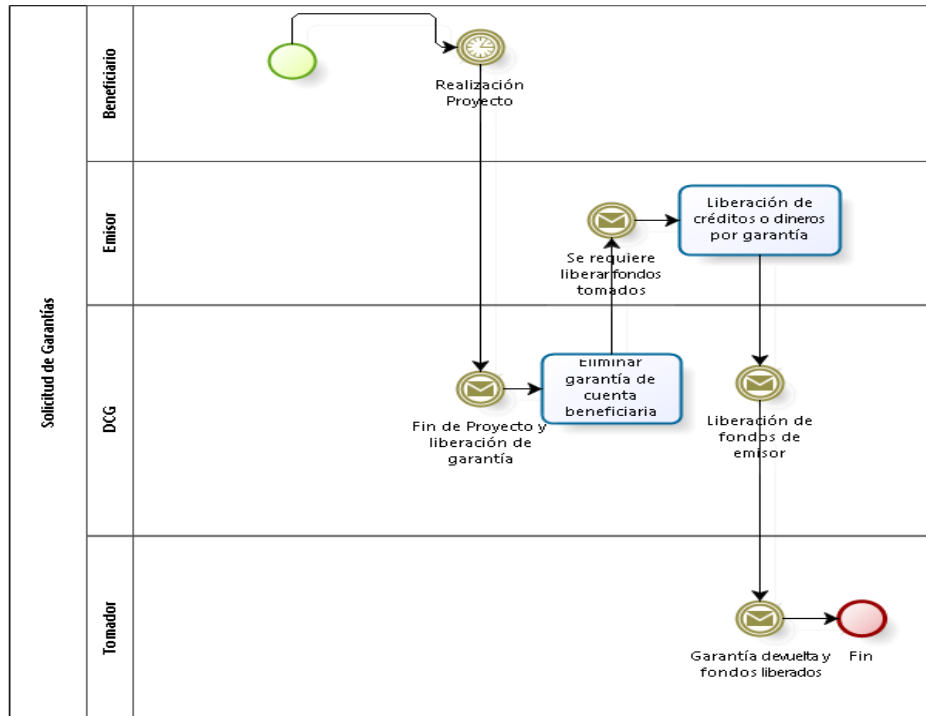 Solicitud de Garantías
Beneficiario
Realización
Proyecto
Emisor
Se requiere
liberar fondos
tomados
Liberación de
créditos o dineros
por garantía
DCG
Fin de Proyecto y
liberación de
garantía
Eliminar
garantía de
cuenta
beneficiaria
Liberación de
fondos de
emisor
Tomador
Garantía devuelta y
fondos liberados
Fin